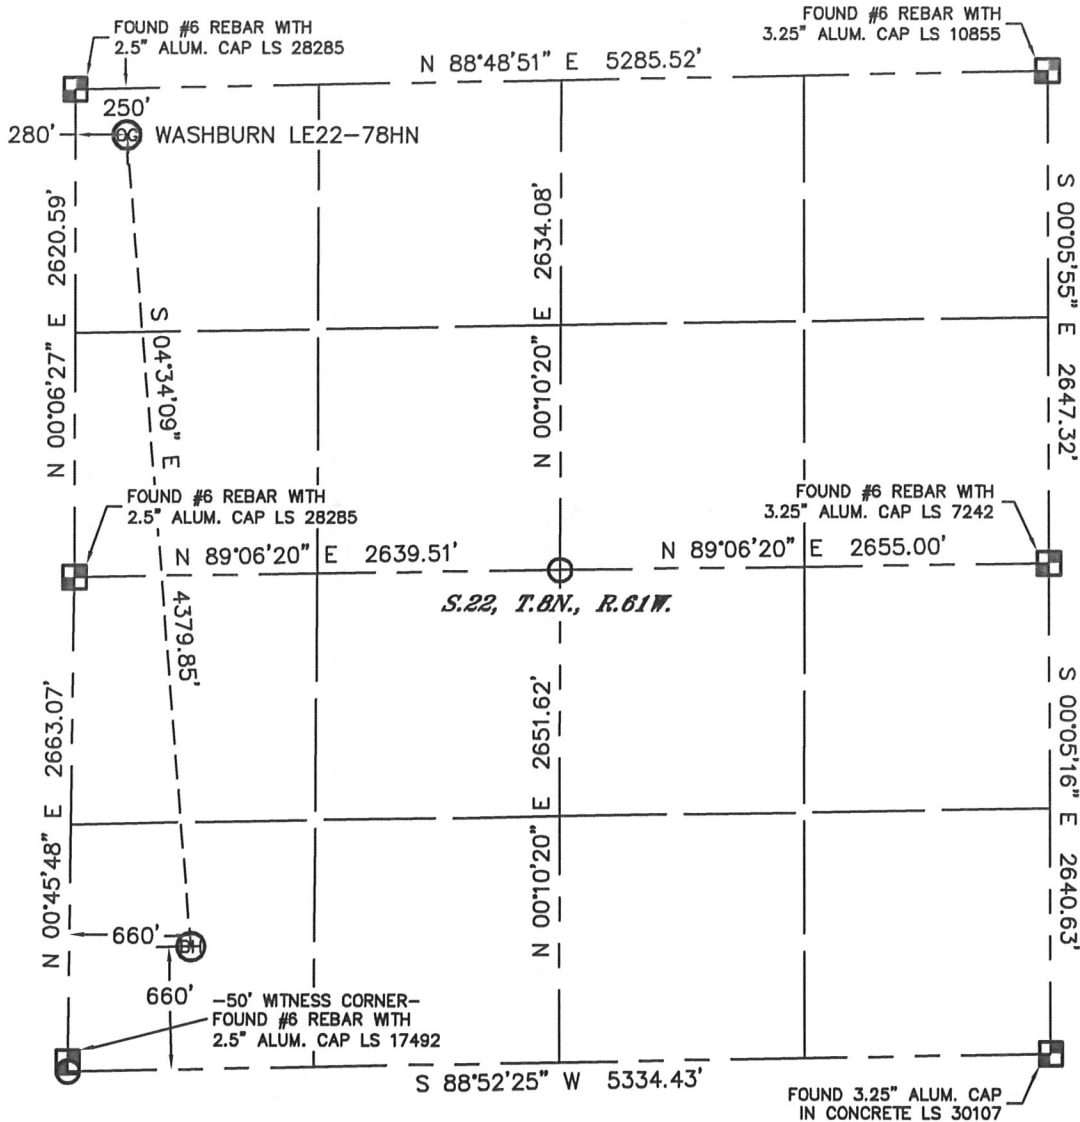 FOUND #6 REBAR WITH
2.5" ALUM. CAP LS 28285
FOUND #6 REBAR WITH
3.25" ALUM. CAP LS 10855
N 88°48'51" E 5285.52'
250'
280'
OG WASHBURN LE22-78HN
N 00°06'27" E 2620.59'
S 04°34'09" E 4379.85'
N 00°10'20" E 2634.08'
S 00°05'55" E 2647.32'
FOUND #6 REBAR WITH
2.5" ALUM. CAP LS 28285
FOUND #6 REBAR WITH
3.25" ALUM. CAP LS 7242
N 89°06'20" E 2639.51'
N 89°06'20" E 2655.00'
S.22, T.8N., R.61W.
N 00°45'48" E 2663.07'
N 00°10'20" E 2651.62'
S 00°05'16" E 2640.63'
660'
BH
660'
-50' WITNESS CORNER-
FOUND #6 REBAR WITH
2.5" ALUM. CAP LS 17492
S 88°52'25" W 5334.43'
FOUND 3.25" ALUM. CAP
IN CONCRETE LS 30107